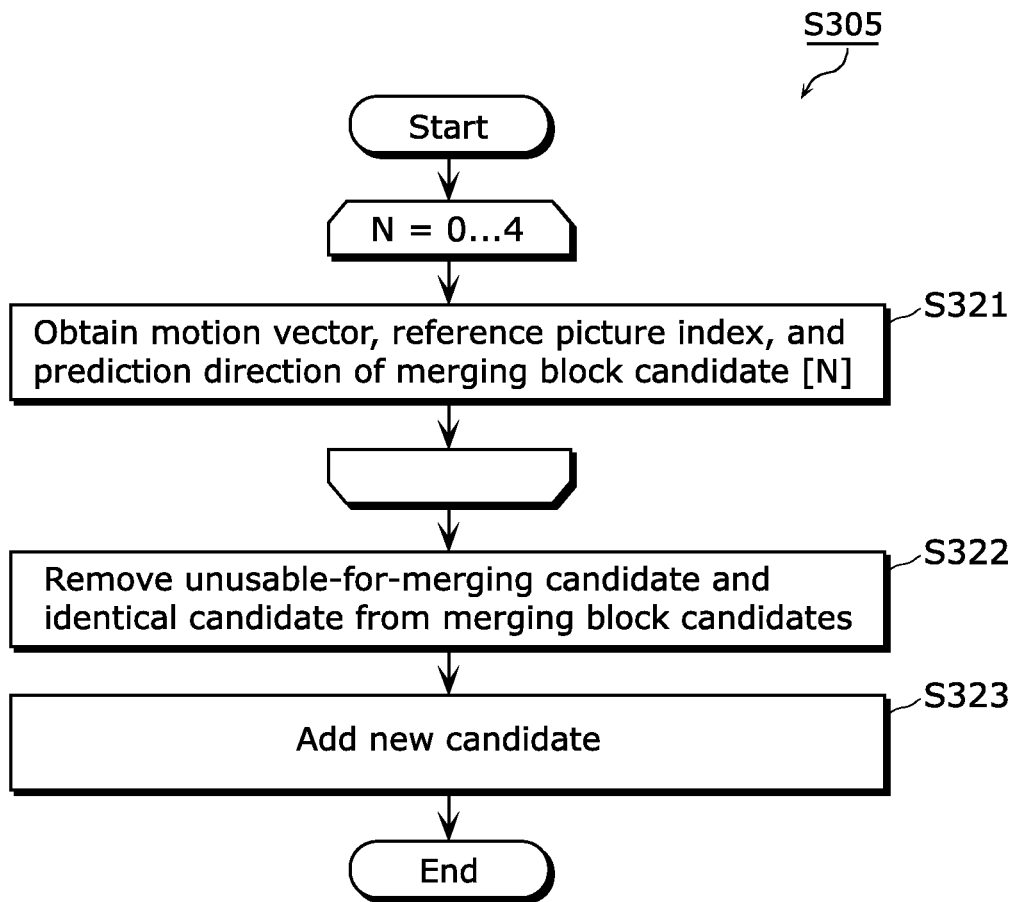 S305
Start
N = 0...4
S321
Obtain motion vector, reference picture index, and
prediction direction of merging block candidate [N]
S322
Remove unusable-for-merging candidate and
identical candidate from merging block candidates
S323
Add new candidate
End